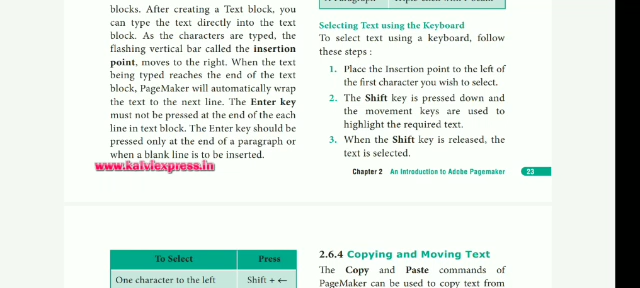 blocks. After creating a Text block, you
can type the text directly into the text
block. As the characters are typed, the
flashing vertical bar called the insertion
point, moves to the right. When the text
being typed reaches the end of the text
block, PageMaker will automatically wrap
the text to the next line. The Enter key
must not be pressed at the end of the each
line in text block. The Enter key should be
pressed only at the end of a paragraph or
when a blank line is to be inserted.
www.kalviexpress.in
Selecting Text using the Keyboard
To select text using a keyboard, follow
these steps :
1. Place the Insertion point to the left of
the first character you wish to select.
2. The Shift key is pressed down and
the movement keys are used to
highlight the required text.
3. When the Shift key is released, the
text is selected.
Chapter 2 An Introduction to Adobe Pagemaker 23
To Select Press
One character to the left Shift + ←
2.6.4 Copying and Moving Text
The Copy and Paste commands of
PageMaker can be used to copy text from